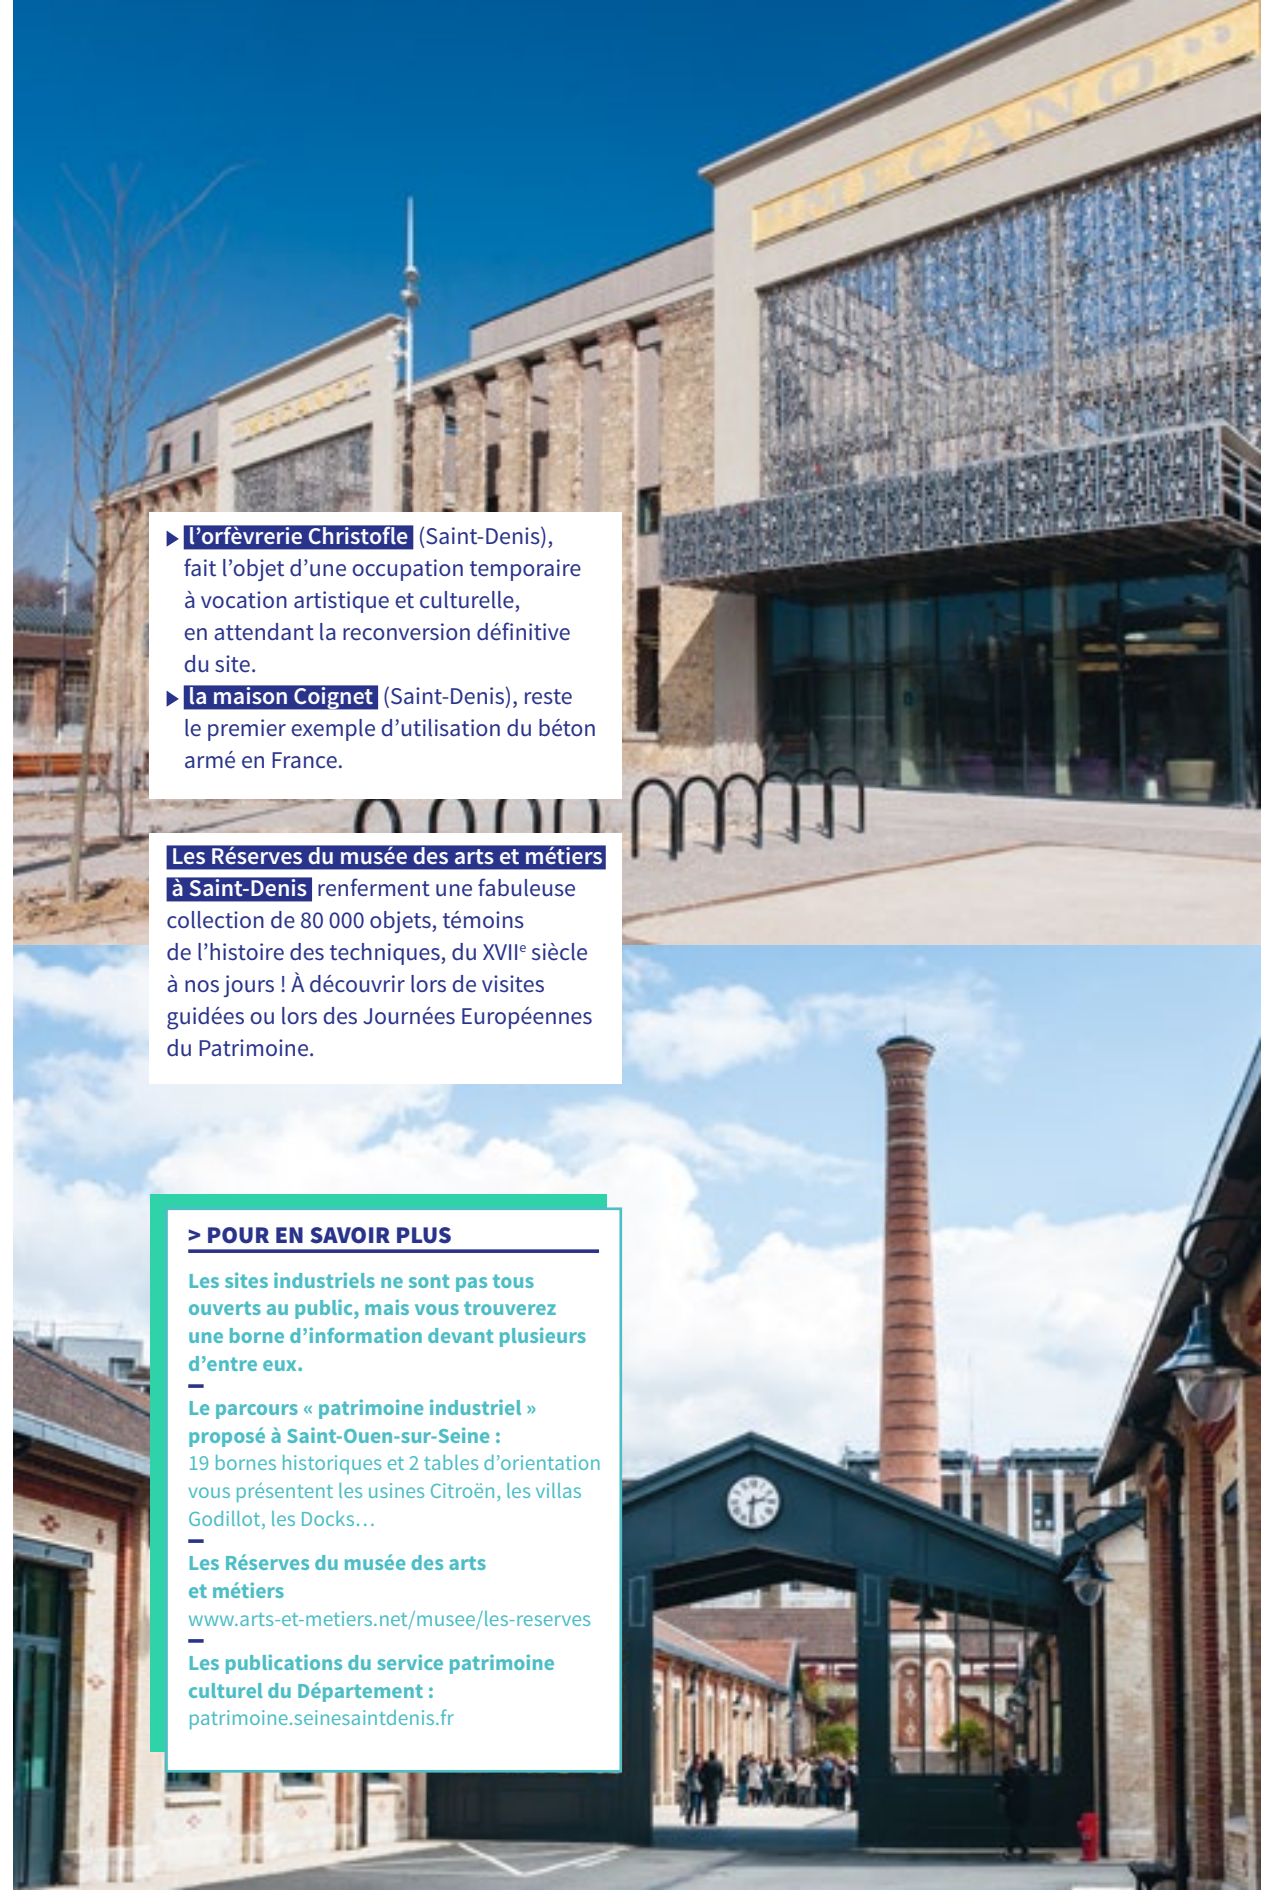 "MECANO"
"MECANO"
l'orfèvrerie Christofle (Saint-Denis),
fait l'objet d'une occupation temporaire
à vocation artistique et culturelle,
en attendant la reconversion définitive
du site.
la maison Coignet (Saint-Denis), reste
le premier exemple d'utilisation du béton
armé en France.
Les Réserves du musée des arts et métiers
à Saint-Denis renferment une fabuleuse
collection de 80 000 objets, témoins
de l'histoire des techniques, du XVIIe siècle
à nos jours ! À découvrir lors de visites
guidées ou lors des Journées Européennes
du Patrimoine.
> POUR EN SAVOIR PLUS
Les sites industriels ne sont pas tous
ouverts au public, mais vous trouverez
une borne d'information devant plusieurs
d'entre eux.
Le parcours « patrimoine industriel »
proposé à Saint-Ouen-sur-Seine :
19 bornes historiques et 2 tables d'orientation
vous présentent les usines Citroën, les villas
Godillot, les Docks…
Les Réserves du musée des arts
et métiers
www.arts-et-metiers.net/musee/les-reserves
Les publications du service patrimoine
culturel du Département :
patrimoine.seinesaintdenis.fr